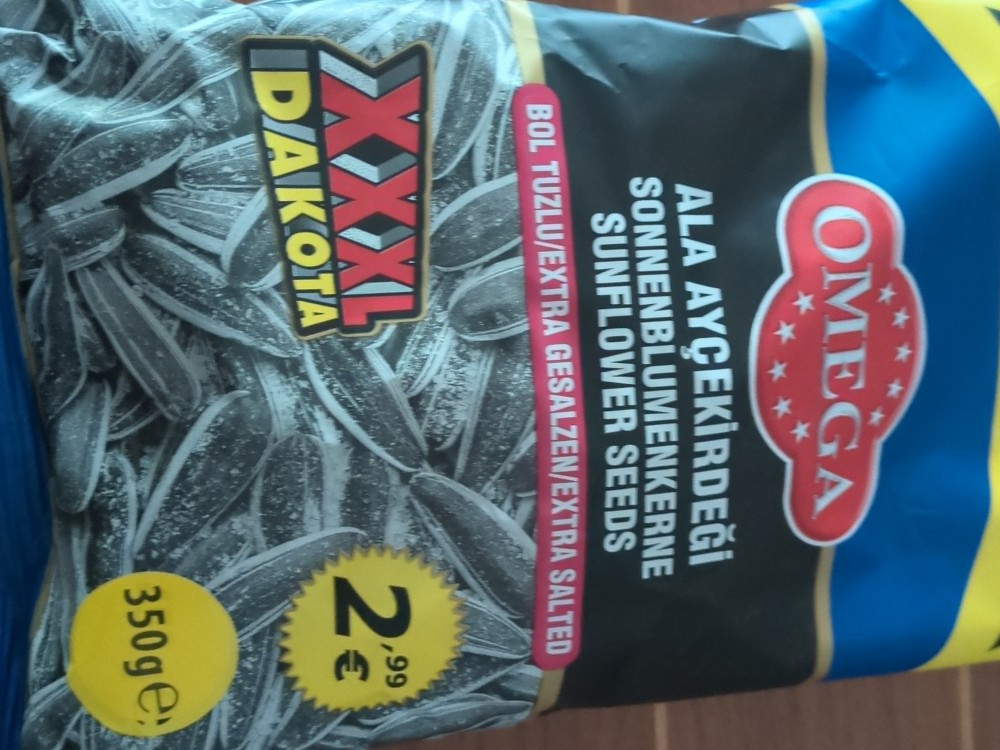 OMEGA
ALA AYÇEKİRDEĞİ
SONNENBLUMENKERNE
SUNFLOWER SEEDS
BOL TUZLU/EXTRA GESALZEN/EXTRA SALTED
XXXL
DAKOTA
2,99 €
350g e